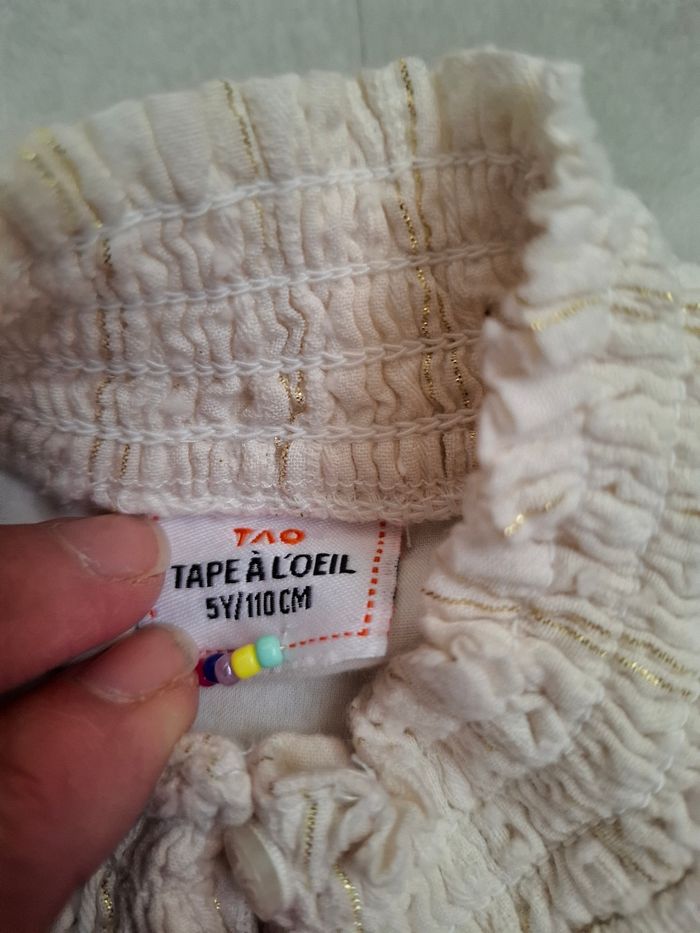 TAO
TAPE À L'OEIL
5Y/110 CM